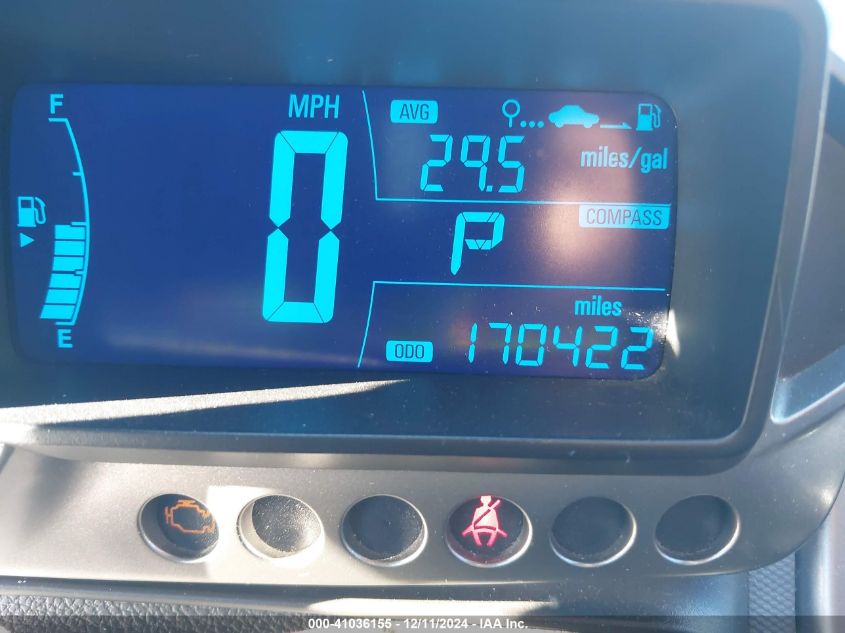 F
MPH
AVG
29.5
miles/gal
0
COMPASS
P
miles
E
ODO
170422
000-41036155 - 12/11/2024 - IAA Inc.